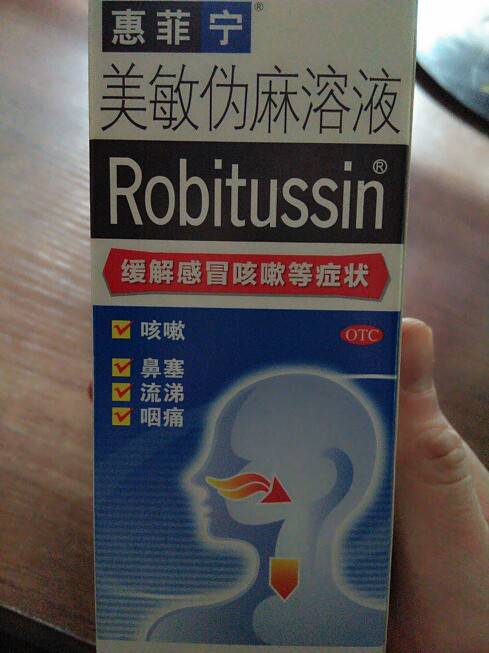 惠菲宁®
美敏伪麻溶液
Robitussin®
缓解感冒咳嗽等症状
咳嗽
OTC
鼻塞
流涕
咽痛